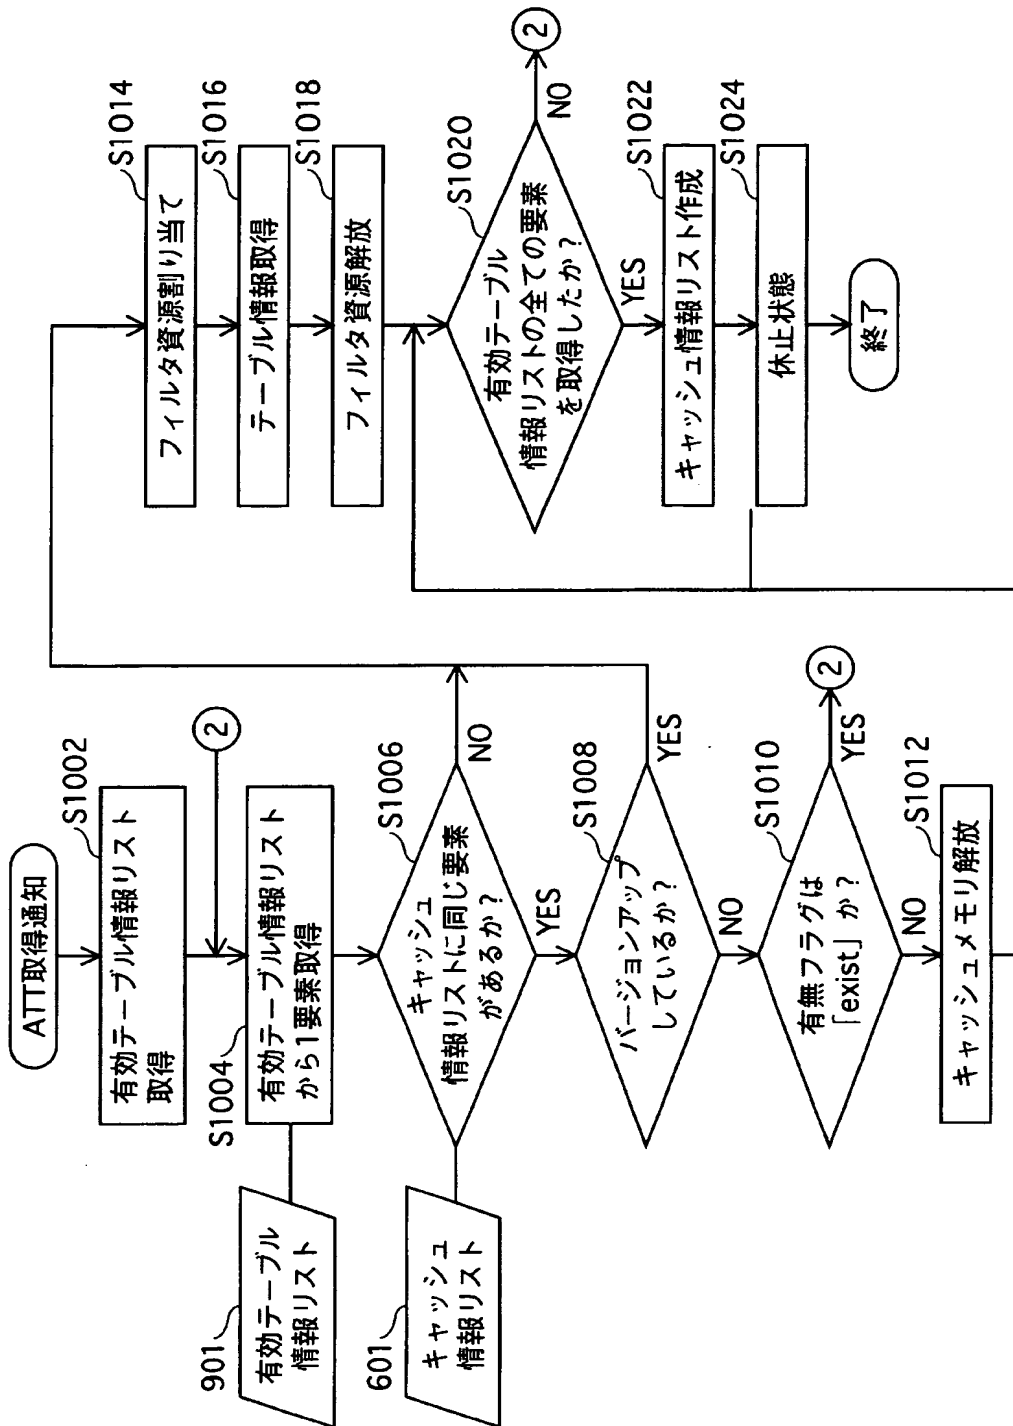 ATT取得通知
S1002
有効テーブル情報リスト
取得
2
S1004
有効テーブル情報リスト
から1要素取得
901
有効テーブル
情報リスト
S1006
キャッシュ
情報リストに同じ要素
があるか?
NO
YES
601
キャッシュ
情報リスト
S1008
バージョンアップ
しているか?
YES
NO
S1010
有無フラグは
「exist」か?
YES
2
NO
S1012
キャッシュメモリ解放
S1014
フィルタ資源割り当て
S1016
テーブル情報取得
S1018
フィルタ資源解放
S1020
有効テーブル
情報リストの全ての要素
を取得したか?
NO
2
YES
S1022
キャッシュ情報リスト作成
S1024
休止状態
終了